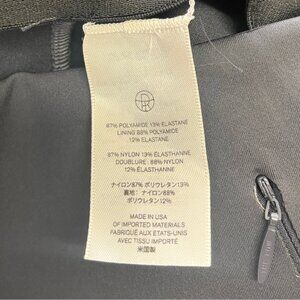 87% POLYAMIDE 13% ELASTANE
LINING 88% POLYAMIDE
12% ELASTANE
87% NYLON 13% ELASTHANNE
DOUBLURE : 88% NYLON
12% ÉLASTHANNE
ナイロン87% ポリウレタン13%
裏地: ナイロン88%
ポリウレタン12%
MADE IN USA
OF IMPORTED MATERIALS
FABRIQUÉ AUX ÉTATS-UNIS
AVEC TISSU IMPORTÉ
米国製